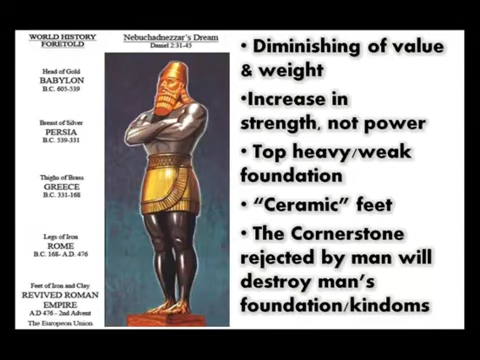 WORLD HISTORY
FORETOLD
Head of Gold
BABYLON
B.C. 605-539
Breast of Silver
PERSIA
B.C. 539-331
Thighs of Brass
GREECE
B.C. 331-168
Legs of Iron
ROME
B.C. 168- A.D. 476
Feet of Iron and Clay
REVIVED ROMAN
EMPIRE
A.D 476 - 2nd Advent
The European Union
Nebuchadnezzar's Dream
Daniel 2:31-45
• Diminishing of value
& weight
•Increase in
strength, not power
• Top heavy/weak
foundation
• “Ceramic” feet
• The Cornerstone
rejected by man will
destroy man’s
foundation/kindoms